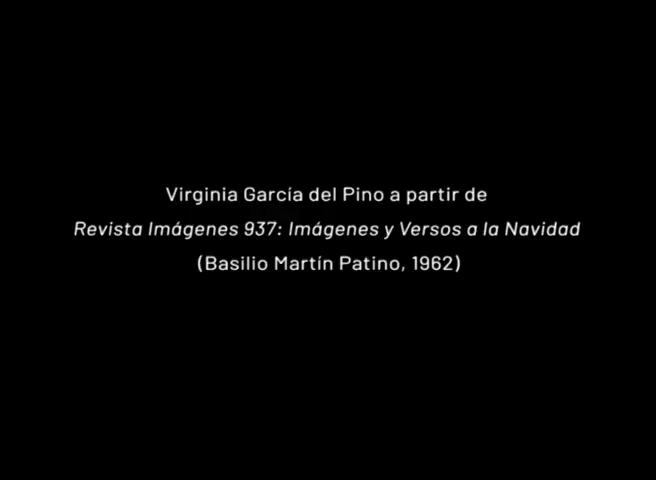 Virginia García del Pino a partir de
Revista Imágenes 937: Imágenes y Versos a la Navidad
(Basilio Martín Patino, 1962)